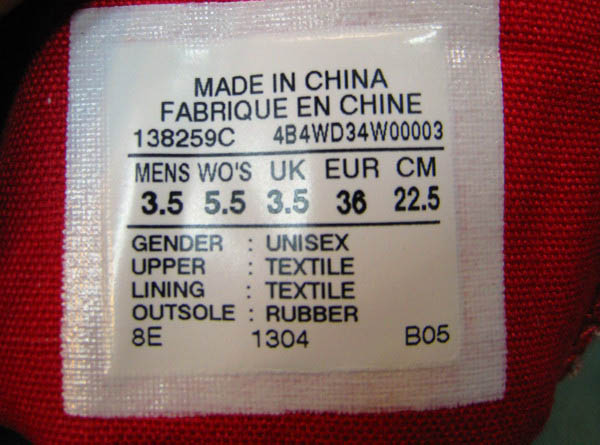 MADE IN CHINA
FABRIQUE EN CHINE
138259C 4B4WD34W00003
MENS WO'S UK EUR CM
3.5 5.5 3.5 36 22.5
GENDER : UNISEX
UPPER : TEXTILE
LINING : TEXTILE
OUTSOLE : RUBBER
8E 1304 B05